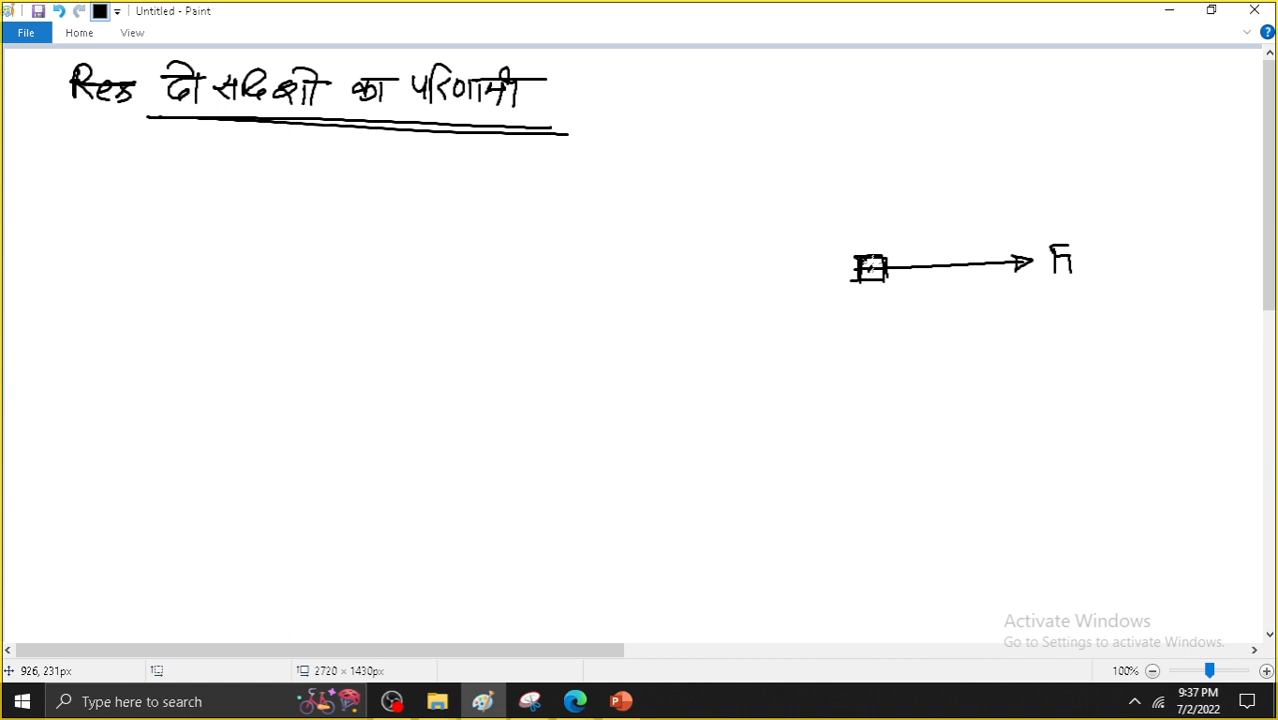 Untitled - Paint
File Home View
Res दो सदिशो का परिणामी
Activate Windows
Go to Settings to activate Windows.
926, 231px 2720 × 1430px 100%
Type here to search
9:37 PM
7/2/2022